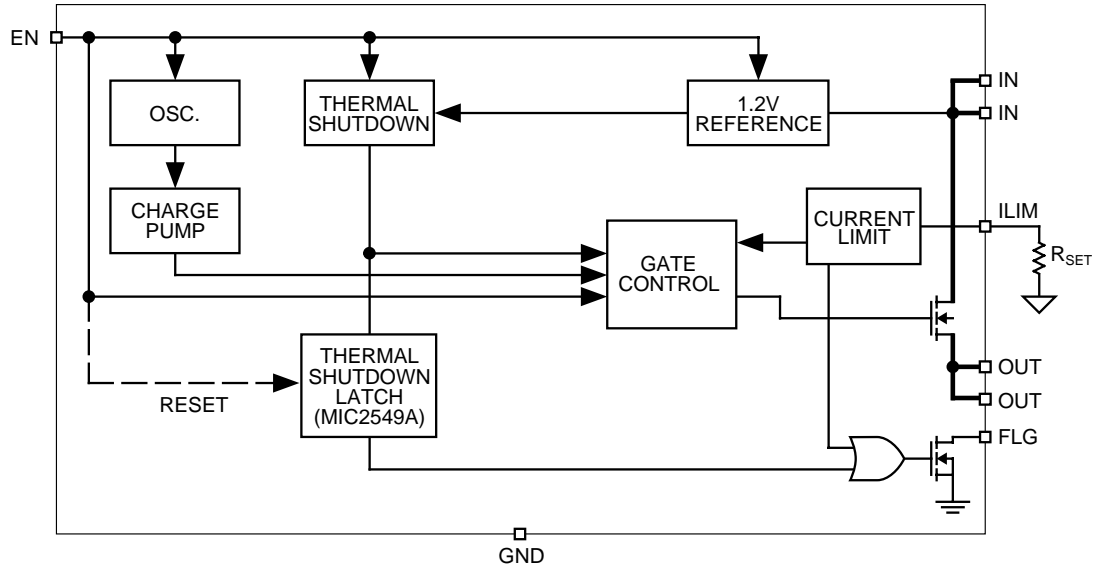 EN
OSC.
THERMAL
SHUTDOWN
1.2V
REFERENCE
IN
IN
CHARGE
PUMP
GATE
CONTROL
CURRENT
LIMIT
ILIM
RSET
THERMAL
SHUTDOWN
LATCH
(MIC2549A)
RESET
OUT
OUT
FLG
GND